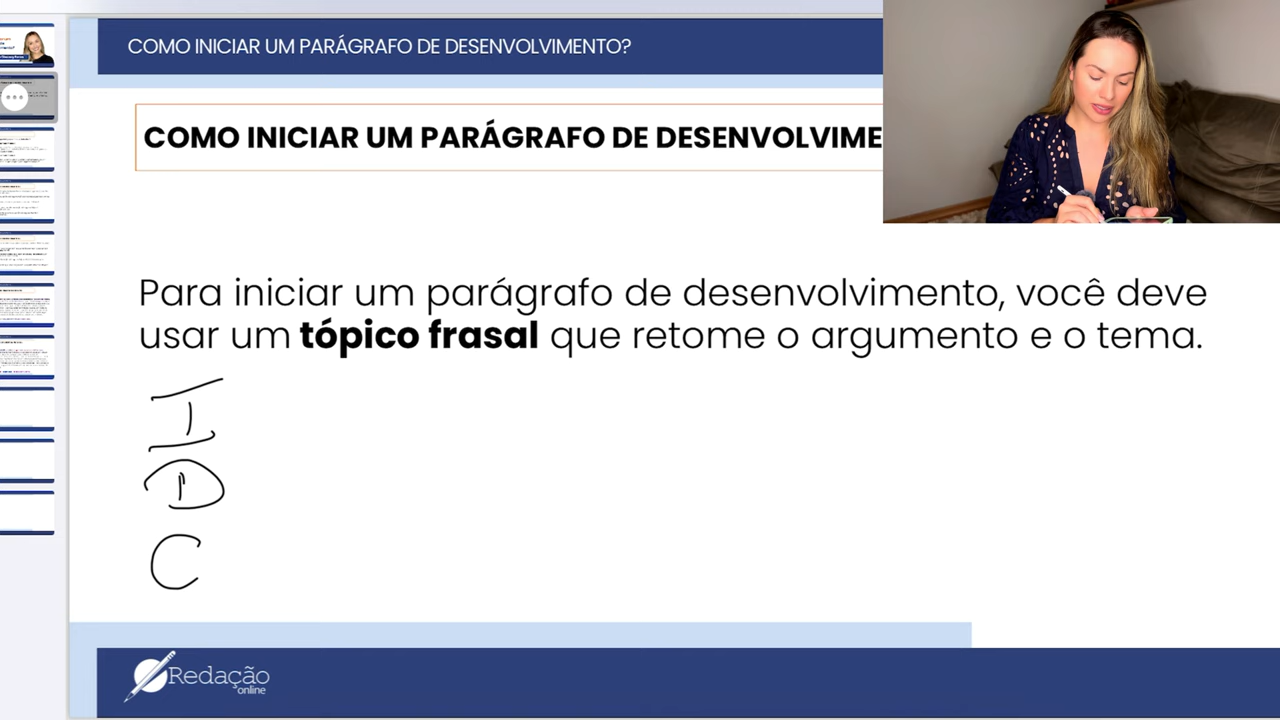 COMO INICIAR UM PARÁGRAFO DE DESENVOLVIMENTO?
COMO INICIAR UM PARÁGRAFO DE DESENVOLVIME
Para iniciar um parágrafo de desenvolvimento, você deve
usar um tópico frasal que retome o argumento e o tema.
I
D
C
Redação
online